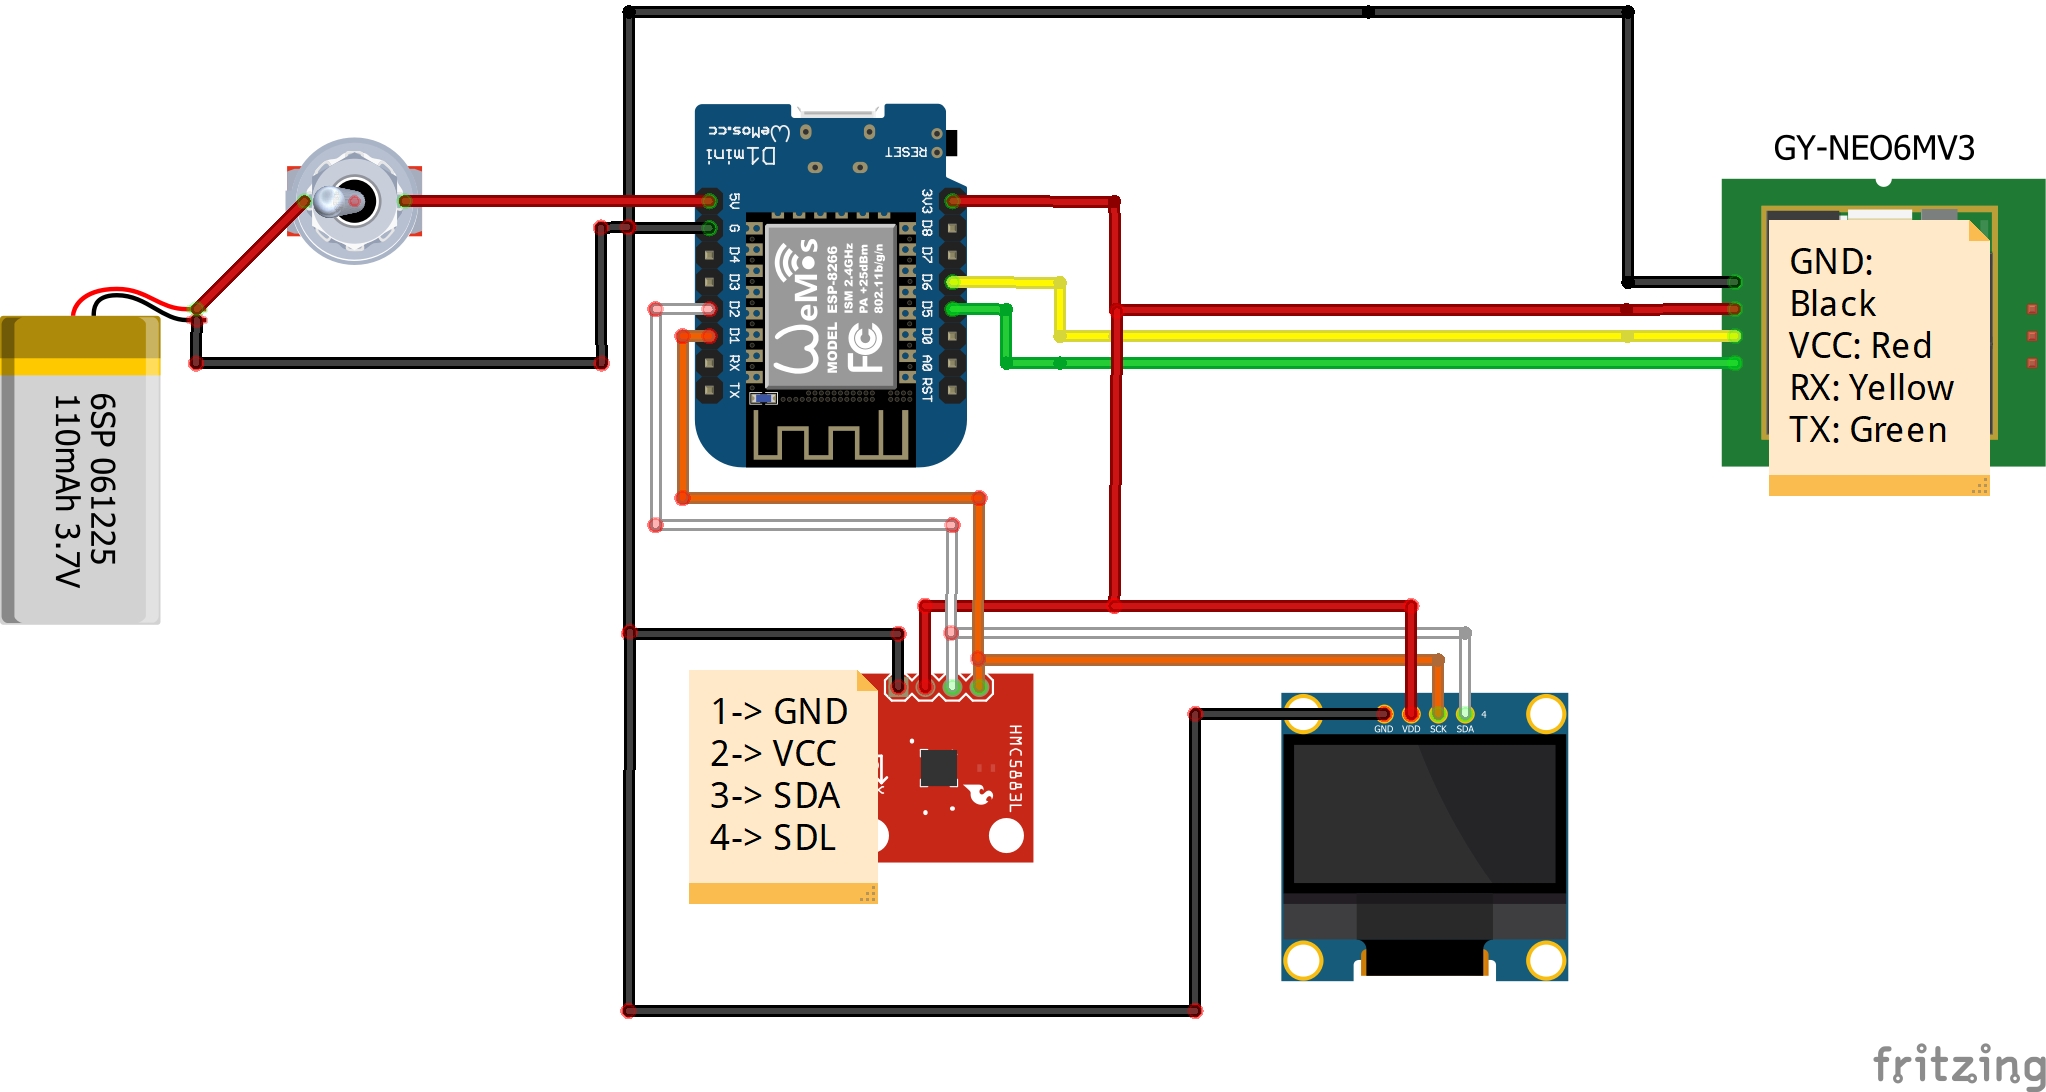 GY-NEO6MV3
GND:
Black
VCC: Red
RX: Yellow
TX: Green
WeMos.cc
D1 mini
RESET
5V
G
D4
D3
D2
D1
RX
TX
3V3
D8
D7
D6
D5
D0
A0
RST
WeMos
MODEL ESP-8266
ISM 2.4GHz
PA +25dBm
802.11b/g/n
FC
6SP 061225
110mAh 3.7V
1-> GND
2-> VCC
3-> SDA
4-> SDL
HMC5883L
GND VDD SCK SDA 4
fritzing